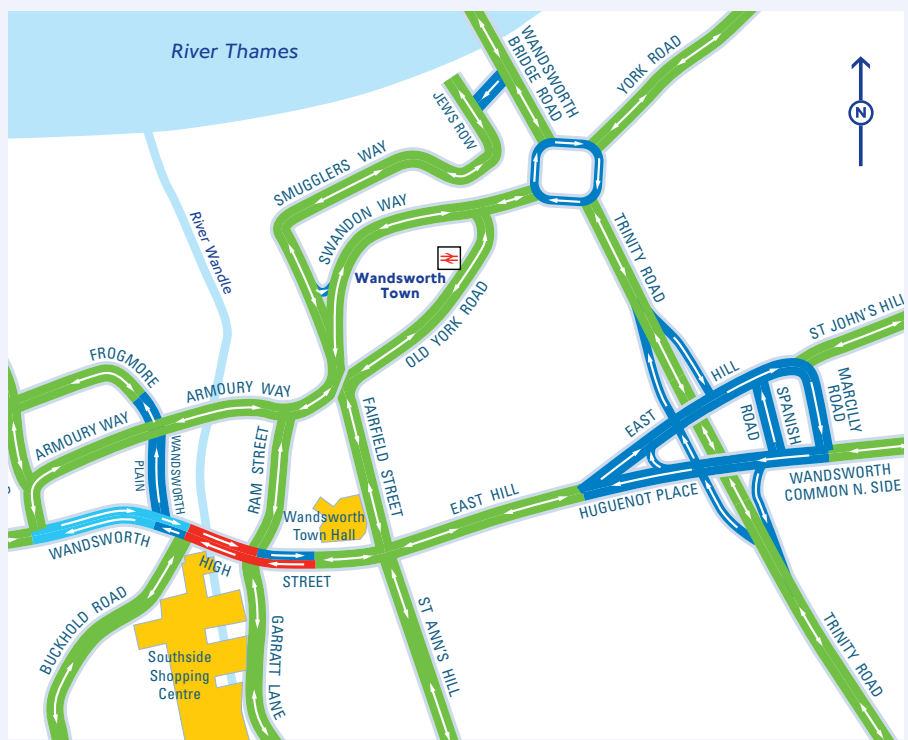 River Thames
WANDSWORTH
BRIDGE ROAD
YORK ROAD
N
JEWS ROW
SMUGGLERS WAY
SWANDON WAY
River Wandle
Wandsworth
Town
OLD YORK ROAD
TRINITY ROAD
ST JOHN'S HILL
FROGMORE
ARMOURY WAY
ARMOURY WAY
EAST
HILL
MARCILLY
ROAD
SPANISH
ROAD
WANDSWORTH
PLAIN
RAM STREET
FAIRFIELD STREET
Wandsworth
Town Hall
EAST HILL
HUGUENOT PLACE
WANDSWORTH
COMMON N. SIDE
WANDSWORTH
HIGH
STREET
BUCKHOLD ROAD
Southside
Shopping
Centre
GARRATT LANE
ST ANN'S HILL
TRINITY ROAD